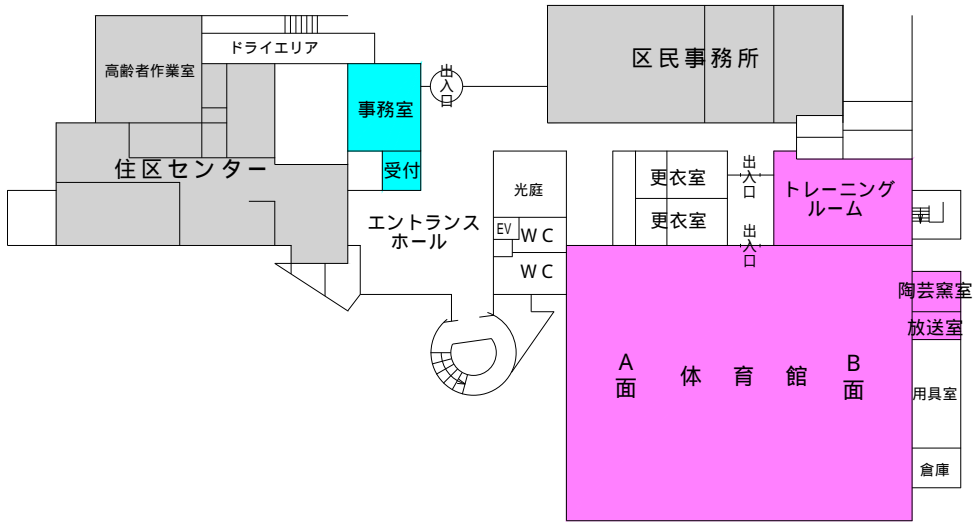 ドライエリア
高齢者作業室
事務室
出入口
区民事務所
住区センター
受付
エントランス
ホール
光庭
EV
WC
WC
更衣室
更衣室
出入口
出入口
トレーニング
ルーム
陶芸窯室
放送室
A面 体育館 B面
用具室
倉庫